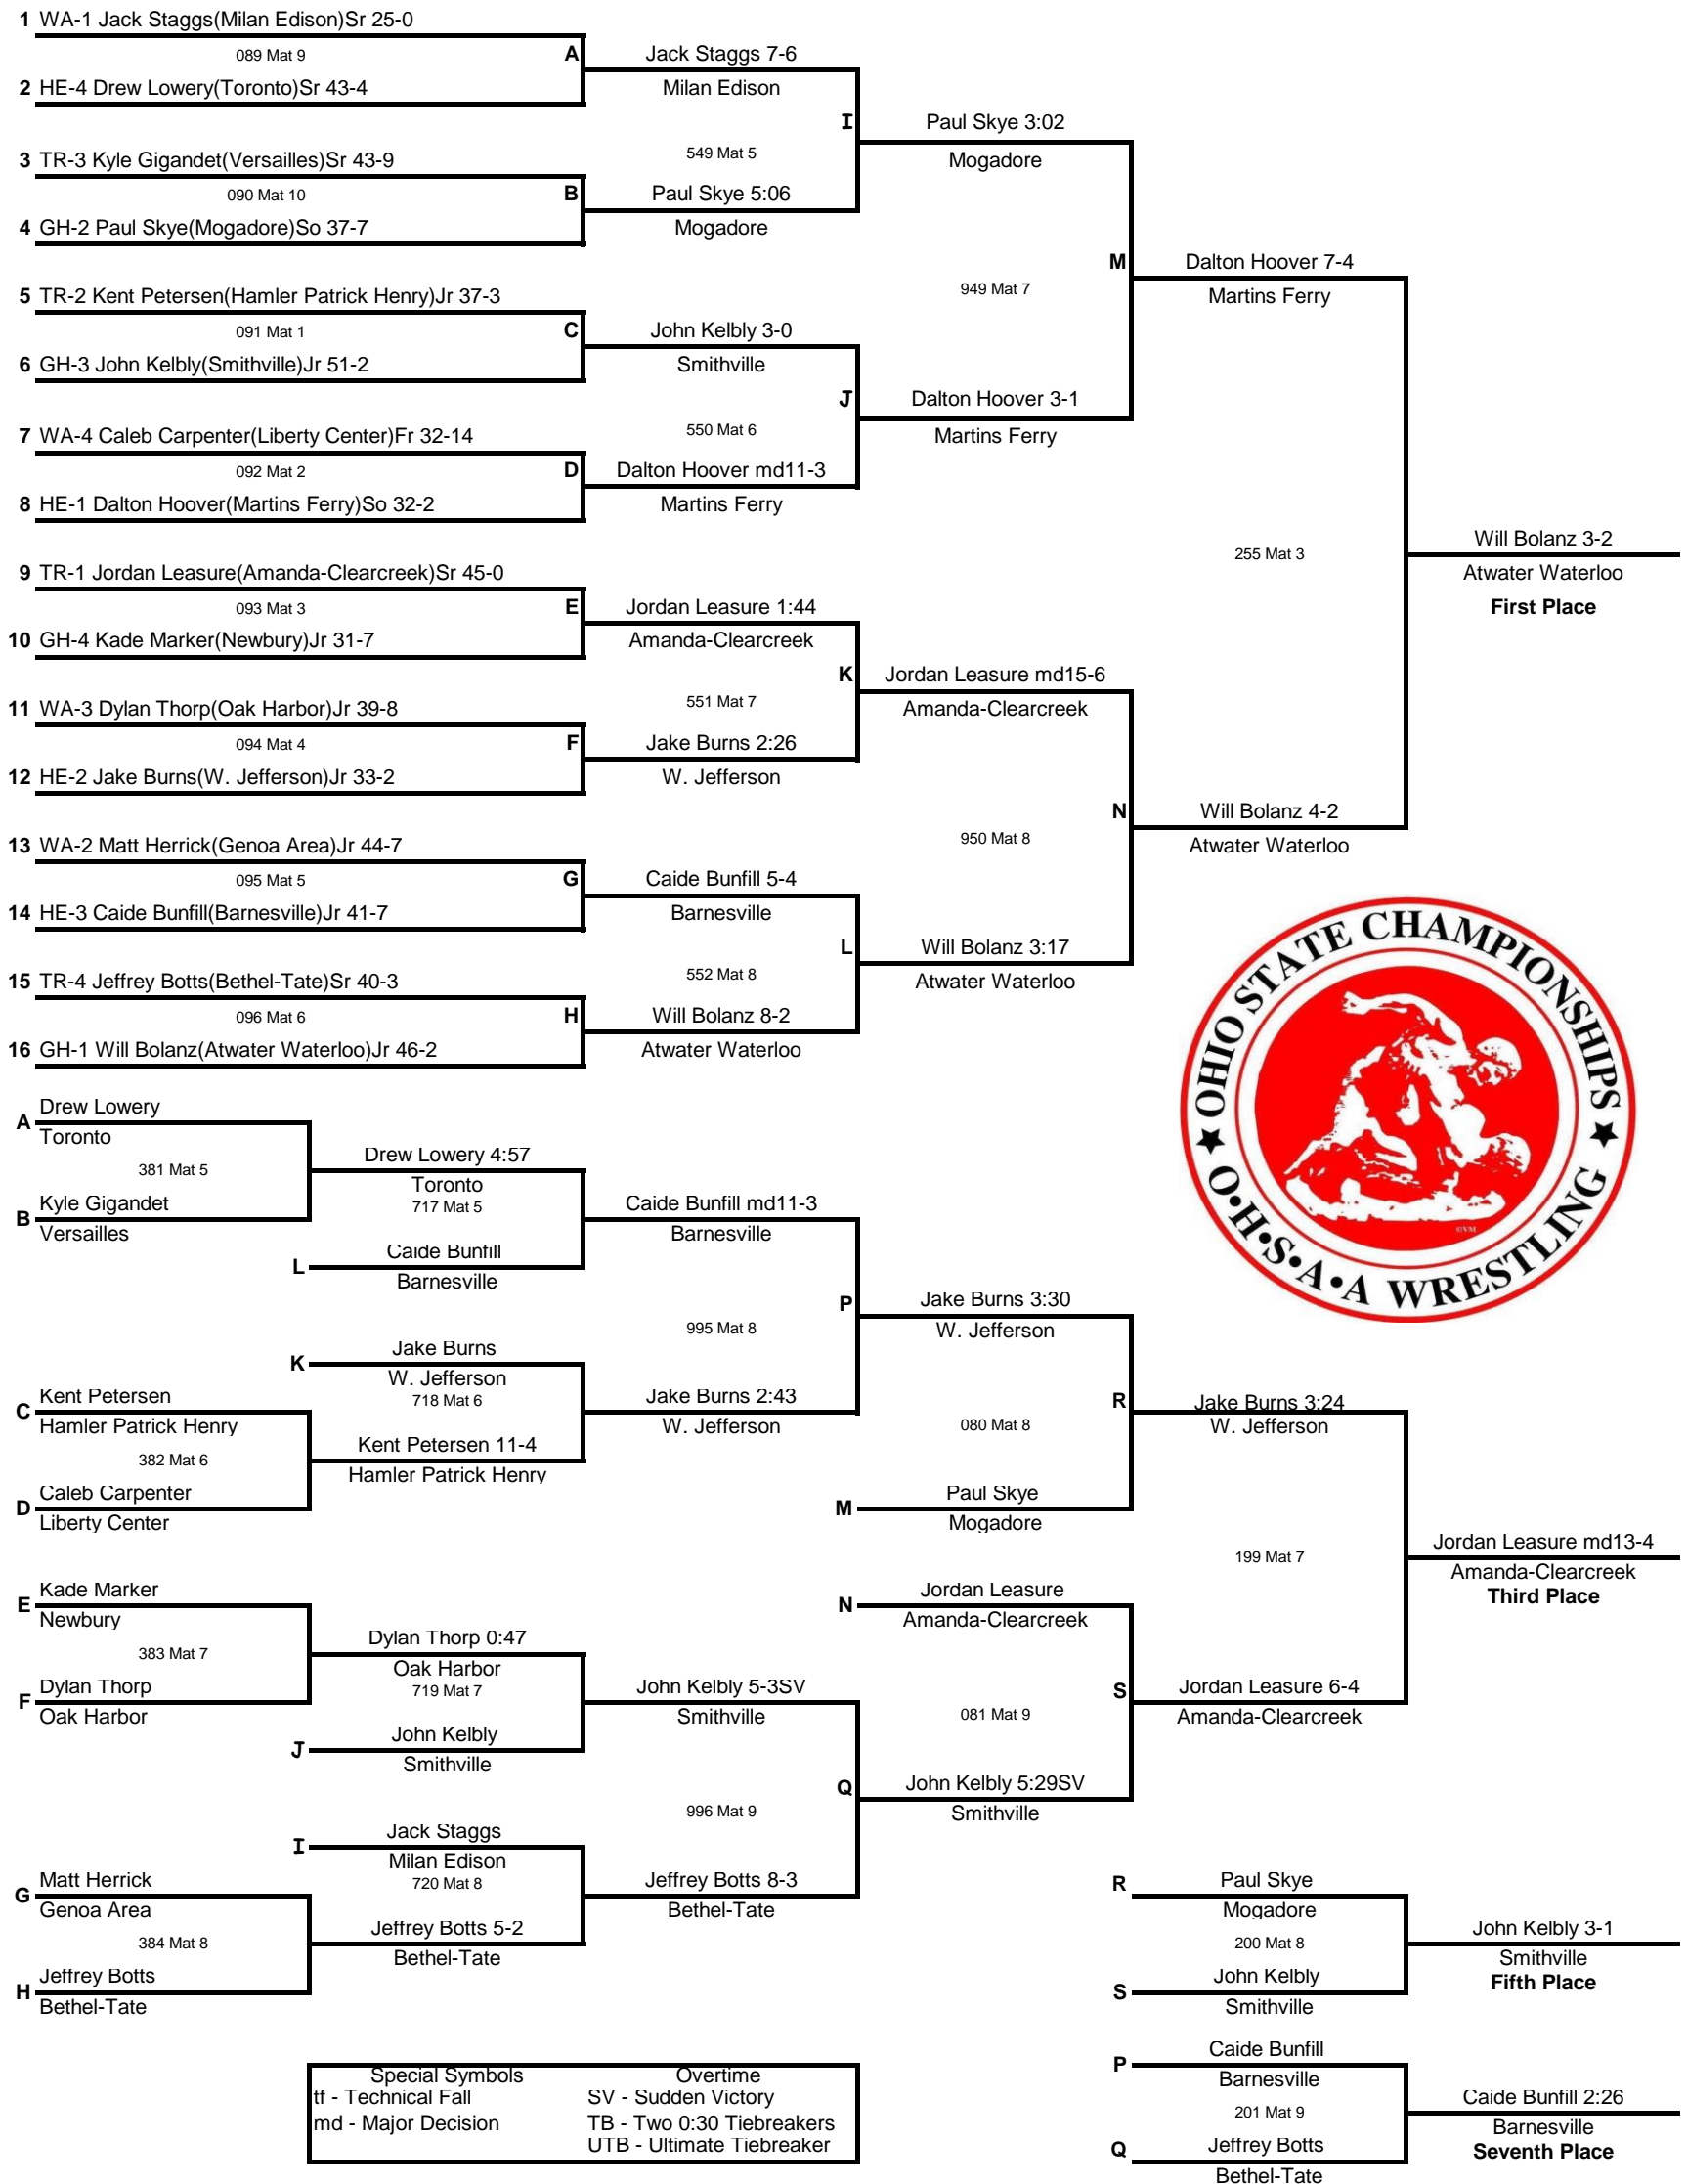 1 WA-1 Jack Staggs(Milan Edison)Sr 25-0
089 Mat 9
A
2 HE-4 Drew Lowery(Toronto)Sr 43-4
Jack Staggs 7-6
Milan Edison
I
549 Mat 5
3 TR-3 Kyle Gigandet(Versailles)Sr 43-9
090 Mat 10
B
4 GH-2 Paul Skye(Mogadore)So 37-7
Paul Skye 5:06
Mogadore
Paul Skye 3:02
Mogadore
M
949 Mat 7
5 TR-2 Kent Petersen(Hamler Patrick Henry)Jr 37-3
091 Mat 1
C
6 GH-3 John Kelbly(Smithville)Jr 51-2
John Kelbly 3-0
Smithville
J
550 Mat 6
7 WA-4 Caleb Carpenter(Liberty Center)Fr 32-14
092 Mat 2
D
8 HE-1 Dalton Hoover(Martins Ferry)So 32-2
Dalton Hoover md11-3
Martins Ferry
Dalton Hoover 3-1
Martins Ferry
Dalton Hoover 7-4
Martins Ferry
255 Mat 3
Will Bolanz 3-2
Atwater Waterloo
First Place
9 TR-1 Jordan Leasure(Amanda-Clearcreek)Sr 45-0
093 Mat 3
E
10 GH-4 Kade Marker(Newbury)Jr 31-7
Jordan Leasure 1:44
Amanda-Clearcreek
K
551 Mat 7
11 WA-3 Dylan Thorp(Oak Harbor)Jr 39-8
094 Mat 4
F
12 HE-2 Jake Burns(W. Jefferson)Jr 33-2
Jake Burns 2:26
W. Jefferson
Jordan Leasure md15-6
Amanda-Clearcreek
N
950 Mat 8
13 WA-2 Matt Herrick(Genoa Area)Jr 44-7
095 Mat 5
G
14 HE-3 Caide Bunfill(Barnesville)Jr 41-7
Caide Bunfill 5-4
Barnesville
L
552 Mat 8
15 TR-4 Jeffrey Botts(Bethel-Tate)Sr 40-3
096 Mat 6
H
16 GH-1 Will Bolanz(Atwater Waterloo)Jr 46-2
Will Bolanz 8-2
Atwater Waterloo
Will Bolanz 3:17
Atwater Waterloo
Will Bolanz 4-2
Atwater Waterloo
★ OHIO STATE CHAMPIONSHIPS ★
O•H•S•A•A WRESTLING
©VM
A Drew Lowery
Toronto
381 Mat 5
B Kyle Gigandet
Versailles
Drew Lowery 4:57
Toronto
717 Mat 5
L Caide Bunfill
Barnesville
Caide Bunfill md11-3
Barnesville
P
995 Mat 8
K Jake Burns
W. Jefferson
718 Mat 6
C Kent Petersen
Hamler Patrick Henry
382 Mat 6
D Caleb Carpenter
Liberty Center
Kent Petersen 11-4
Hamler Patrick Henry
Jake Burns 2:43
W. Jefferson
Jake Burns 3:30
W. Jefferson
R
080 Mat 8
M Paul Skye
Mogadore
Jake Burns 3:24
W. Jefferson
199 Mat 7
Jordan Leasure md13-4
Amanda-Clearcreek
Third Place
E Kade Marker
Newbury
383 Mat 7
F Dylan Thorp
Oak Harbor
Dylan Thorp 0:47
Oak Harbor
719 Mat 7
J John Kelbly
Smithville
John Kelbly 5-3SV
Smithville
Q
996 Mat 9
N Jordan Leasure
Amanda-Clearcreek
S
081 Mat 9
Jordan Leasure 6-4
Amanda-Clearcreek
John Kelbly 5:29SV
Smithville
I Jack Staggs
Milan Edison
720 Mat 8
G Matt Herrick
Genoa Area
384 Mat 8
H Jeffrey Botts
Bethel-Tate
Jeffrey Botts 5-2
Bethel-Tate
Jeffrey Botts 8-3
Bethel-Tate
R Paul Skye
Mogadore
200 Mat 8
S John Kelbly
Smithville
John Kelbly 3-1
Smithville
Fifth Place
P Caide Bunfill
Barnesville
201 Mat 9
Q Jeffrey Botts
Bethel-Tate
Caide Bunfill 2:26
Barnesville
Seventh Place
Special Symbols Overtime
tf - Technical Fall SV - Sudden Victory
md - Major Decision TB - Two 0:30 Tiebreakers
UTB - Ultimate Tiebreaker